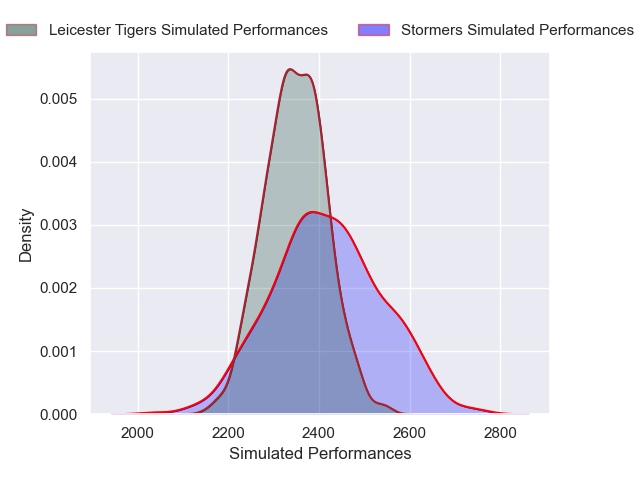 Leicester Tigers Simulated Performances Stormers Simulated Performances
0.005
0.004
0.003
0.002
0.001
0.000
Density
2000 2200 2400 2600 2800
Simulated Performances